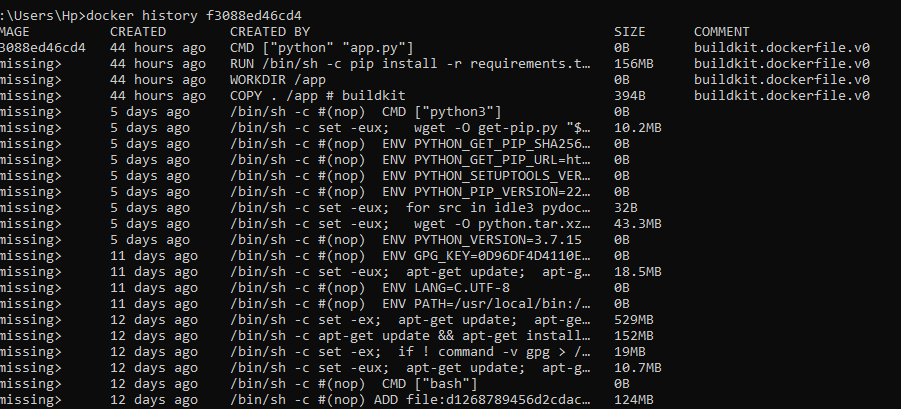 :\Users\Hp>docker history f3088ed46cd4
MAGE CREATED CREATED BY SIZE COMMENT
3088ed46cd4 44 hours ago CMD ["python" "app.py"] 0B buildkit.dockerfile.v0
missing> 44 hours ago RUN /bin/sh -c pip install -r requirements.t… 156MB buildkit.dockerfile.v0
missing> 44 hours ago WORKDIR /app 0B buildkit.dockerfile.v0
missing> 44 hours ago COPY . /app # buildkit 394B buildkit.dockerfile.v0
missing> 5 days ago /bin/sh -c #(nop) CMD ["python3"] 0B
missing> 5 days ago /bin/sh -c set -eux; wget -O get-pip.py "$… 10.2MB
missing> 5 days ago /bin/sh -c #(nop) ENV PYTHON_GET_PIP_SHA256… 0B
missing> 5 days ago /bin/sh -c #(nop) ENV PYTHON_GET_PIP_URL=ht… 0B
missing> 5 days ago /bin/sh -c #(nop) ENV PYTHON_SETUPTOOLS_VER… 0B
missing> 5 days ago /bin/sh -c #(nop) ENV PYTHON_PIP_VERSION=22… 0B
missing> 5 days ago /bin/sh -c set -eux; for src in idle3 pydoc… 32B
missing> 5 days ago /bin/sh -c set -eux; wget -O python.tar.xz… 43.3MB
missing> 5 days ago /bin/sh -c #(nop) ENV PYTHON_VERSION=3.7.15 0B
missing> 11 days ago /bin/sh -c #(nop) ENV GPG_KEY=0D96DF4D4110E… 0B
missing> 11 days ago /bin/sh -c set -eux; apt-get update; apt-g… 18.5MB
missing> 11 days ago /bin/sh -c #(nop) ENV LANG=C.UTF-8 0B
missing> 11 days ago /bin/sh -c #(nop) ENV PATH=/usr/local/bin:/… 0B
missing> 12 days ago /bin/sh -c set -ex; apt-get update; apt-ge… 529MB
missing> 12 days ago /bin/sh -c apt-get update && apt-get install… 152MB
missing> 12 days ago /bin/sh -c set -ex; if ! command -v gpg > /… 19MB
missing> 12 days ago /bin/sh -c set -eux; apt-get update; apt-g… 10.7MB
missing> 12 days ago /bin/sh -c #(nop) CMD ["bash"] 0B
missing> 12 days ago /bin/sh -c #(nop) ADD file:d1268789456d2cdac… 124MB